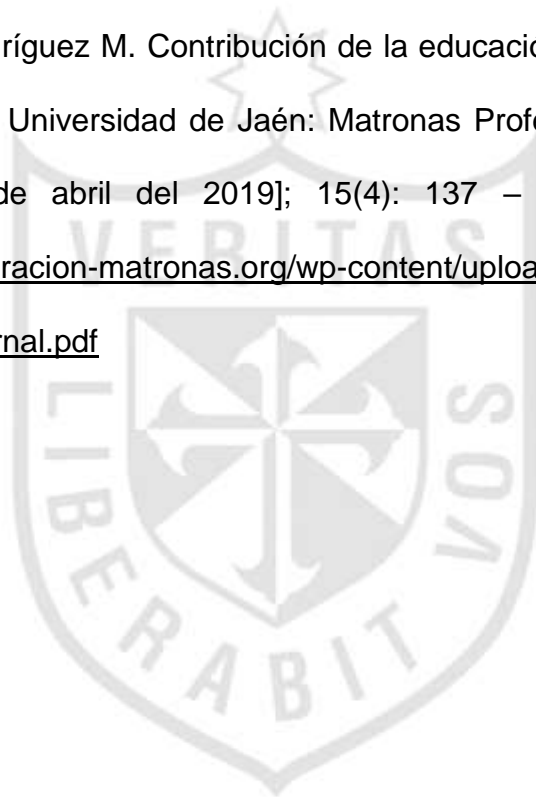 ríguez M. Contribución de la educació
Universidad de Jaén: Matronas Profe
de abril del 2019]; 15(4): 137 –
racion-matronas.org/wp-content/uploa
rnal.pdf
VERITAS
LIBERABIT VOS